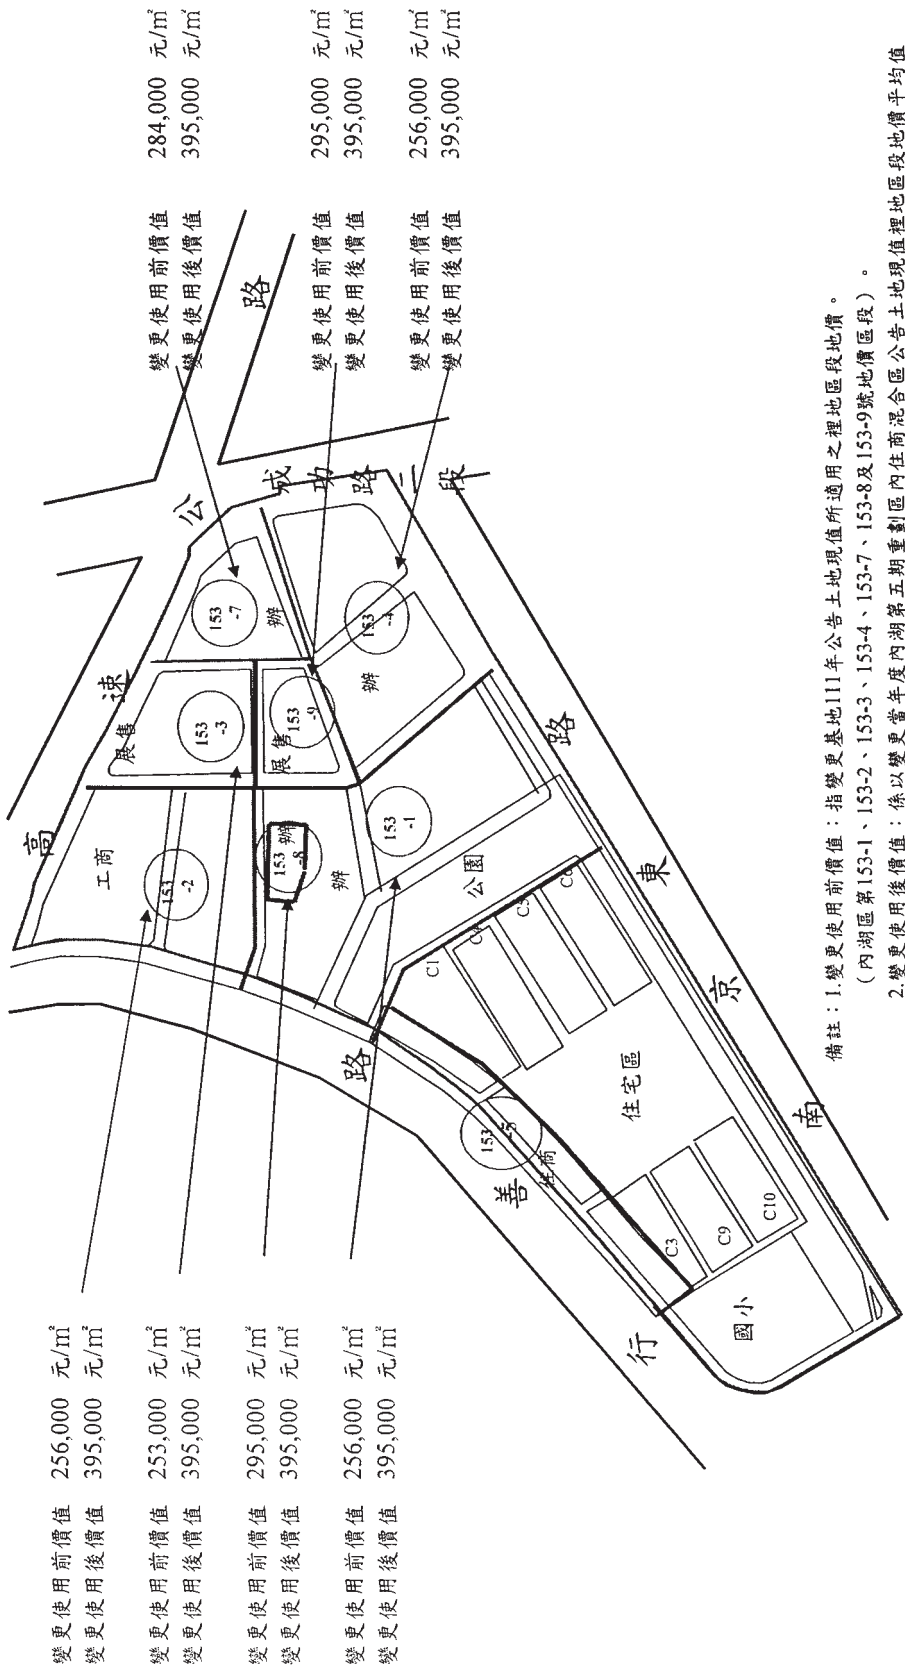 變更使用前價值 256,000 元/㎡
變更使用後價值 395,000 元/㎡
變更使用前價值 253,000 元/㎡
變更使用後價值 395,000 元/㎡
變更使用前價值 295,000 元/㎡
變更使用後價值 395,000 元/㎡
變更使用前價值 256,000 元/㎡
變更使用後價值 395,000 元/㎡
變更使用前價值 284,000 元/㎡
變更使用後價值 395,000 元/㎡
變更使用前價值 295,000 元/㎡
變更使用後價值 395,000 元/㎡
變更使用前價值 256,000 元/㎡
變更使用後價值 395,000 元/㎡
高
速
公
路
成功路二段
行
善
路
南
京
東
路
工商
153
-2
展售
153
-3
153
-7
辦
153
-8
辦
辦
展售
153
-9
153
-4
辦
153
-1
公園
153
-5
住商
住宅區
國小
C1
C4
C5
C6
C3
C9
C10
備註：1.變更使用前價值：指變更基地111年公告土地現值所適用之裡地區段地價。
（內湖區第153-1、153-2、153-3、153-4、153-7、153-8及153-9號地價區段）。
2.變更使用後價值：係以變更當年度內湖第五期重劃區內住商混合區公告土地現值裡地區段地價平均值